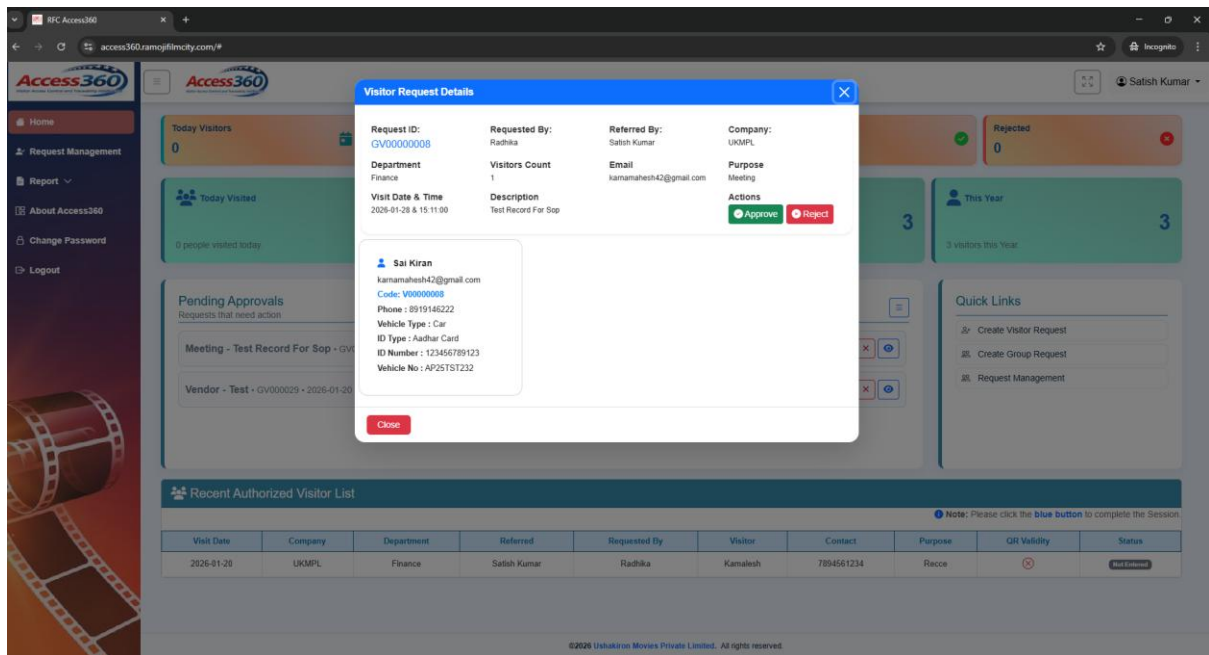 RFC Access360
access360.ramojifilmcity.com/#
Incognito
Access360
Access360
Satish Kumar
Home
Request Management
Report
About Access360
Change Password
Logout
Today Visitors
0
Rejected
0
Today Visited
0 people visited today
3
This Year
3
3 visitors this Year
Visitor Request Details
Request ID: Requested By: Referred By: Company:
GV00000008 Radhika Satish Kumar UKMPL
Department Visitors Count Email Purpose
Finance 1 karnamahesh42@gmail.com Meeting
Visit Date & Time Description Actions
2026-01-28 & 15:11:00 Test Record For Sop Approve Reject
Sai Kiran
karnamahesh42@gmail.com
Code: V00000008
Phone : 8919146222
Vehicle Type : Car
ID Type : Aadhar Card
ID Number : 123456789123
Vehicle No : AP25TST232
Close
Pending Approvals
Requests that need action
Meeting - Test Record For Sop • GV0
Vendor - Test • GV000029 • 2026-01-20
Quick Links
Create Visitor Request
Create Group Request
Request Management
Recent Authorized Visitor List
Note: Please click the blue button to complete the Session.
Visit Date Company Department Referred Requested By Visitor Contact Purpose QR Validity Status
2026-01-20 UKMPL Finance Satish Kumar Radhika Kamalesh 7894561234 Recce Not Entered
©2026 Ushakiron Movies Private Limited. All rights reserved.